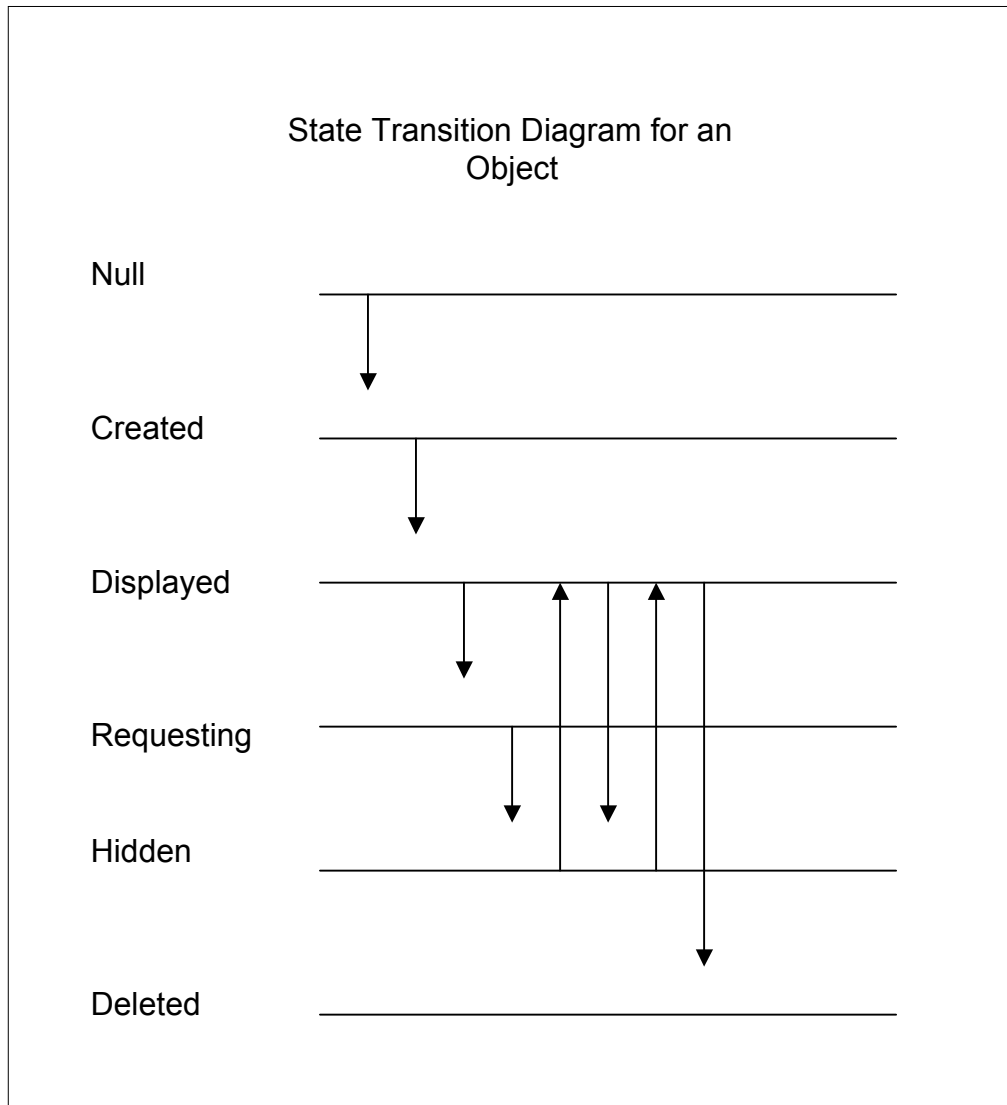 State Transition Diagram for an
Object
Null
Created
Displayed
Requesting
Hidden
Deleted